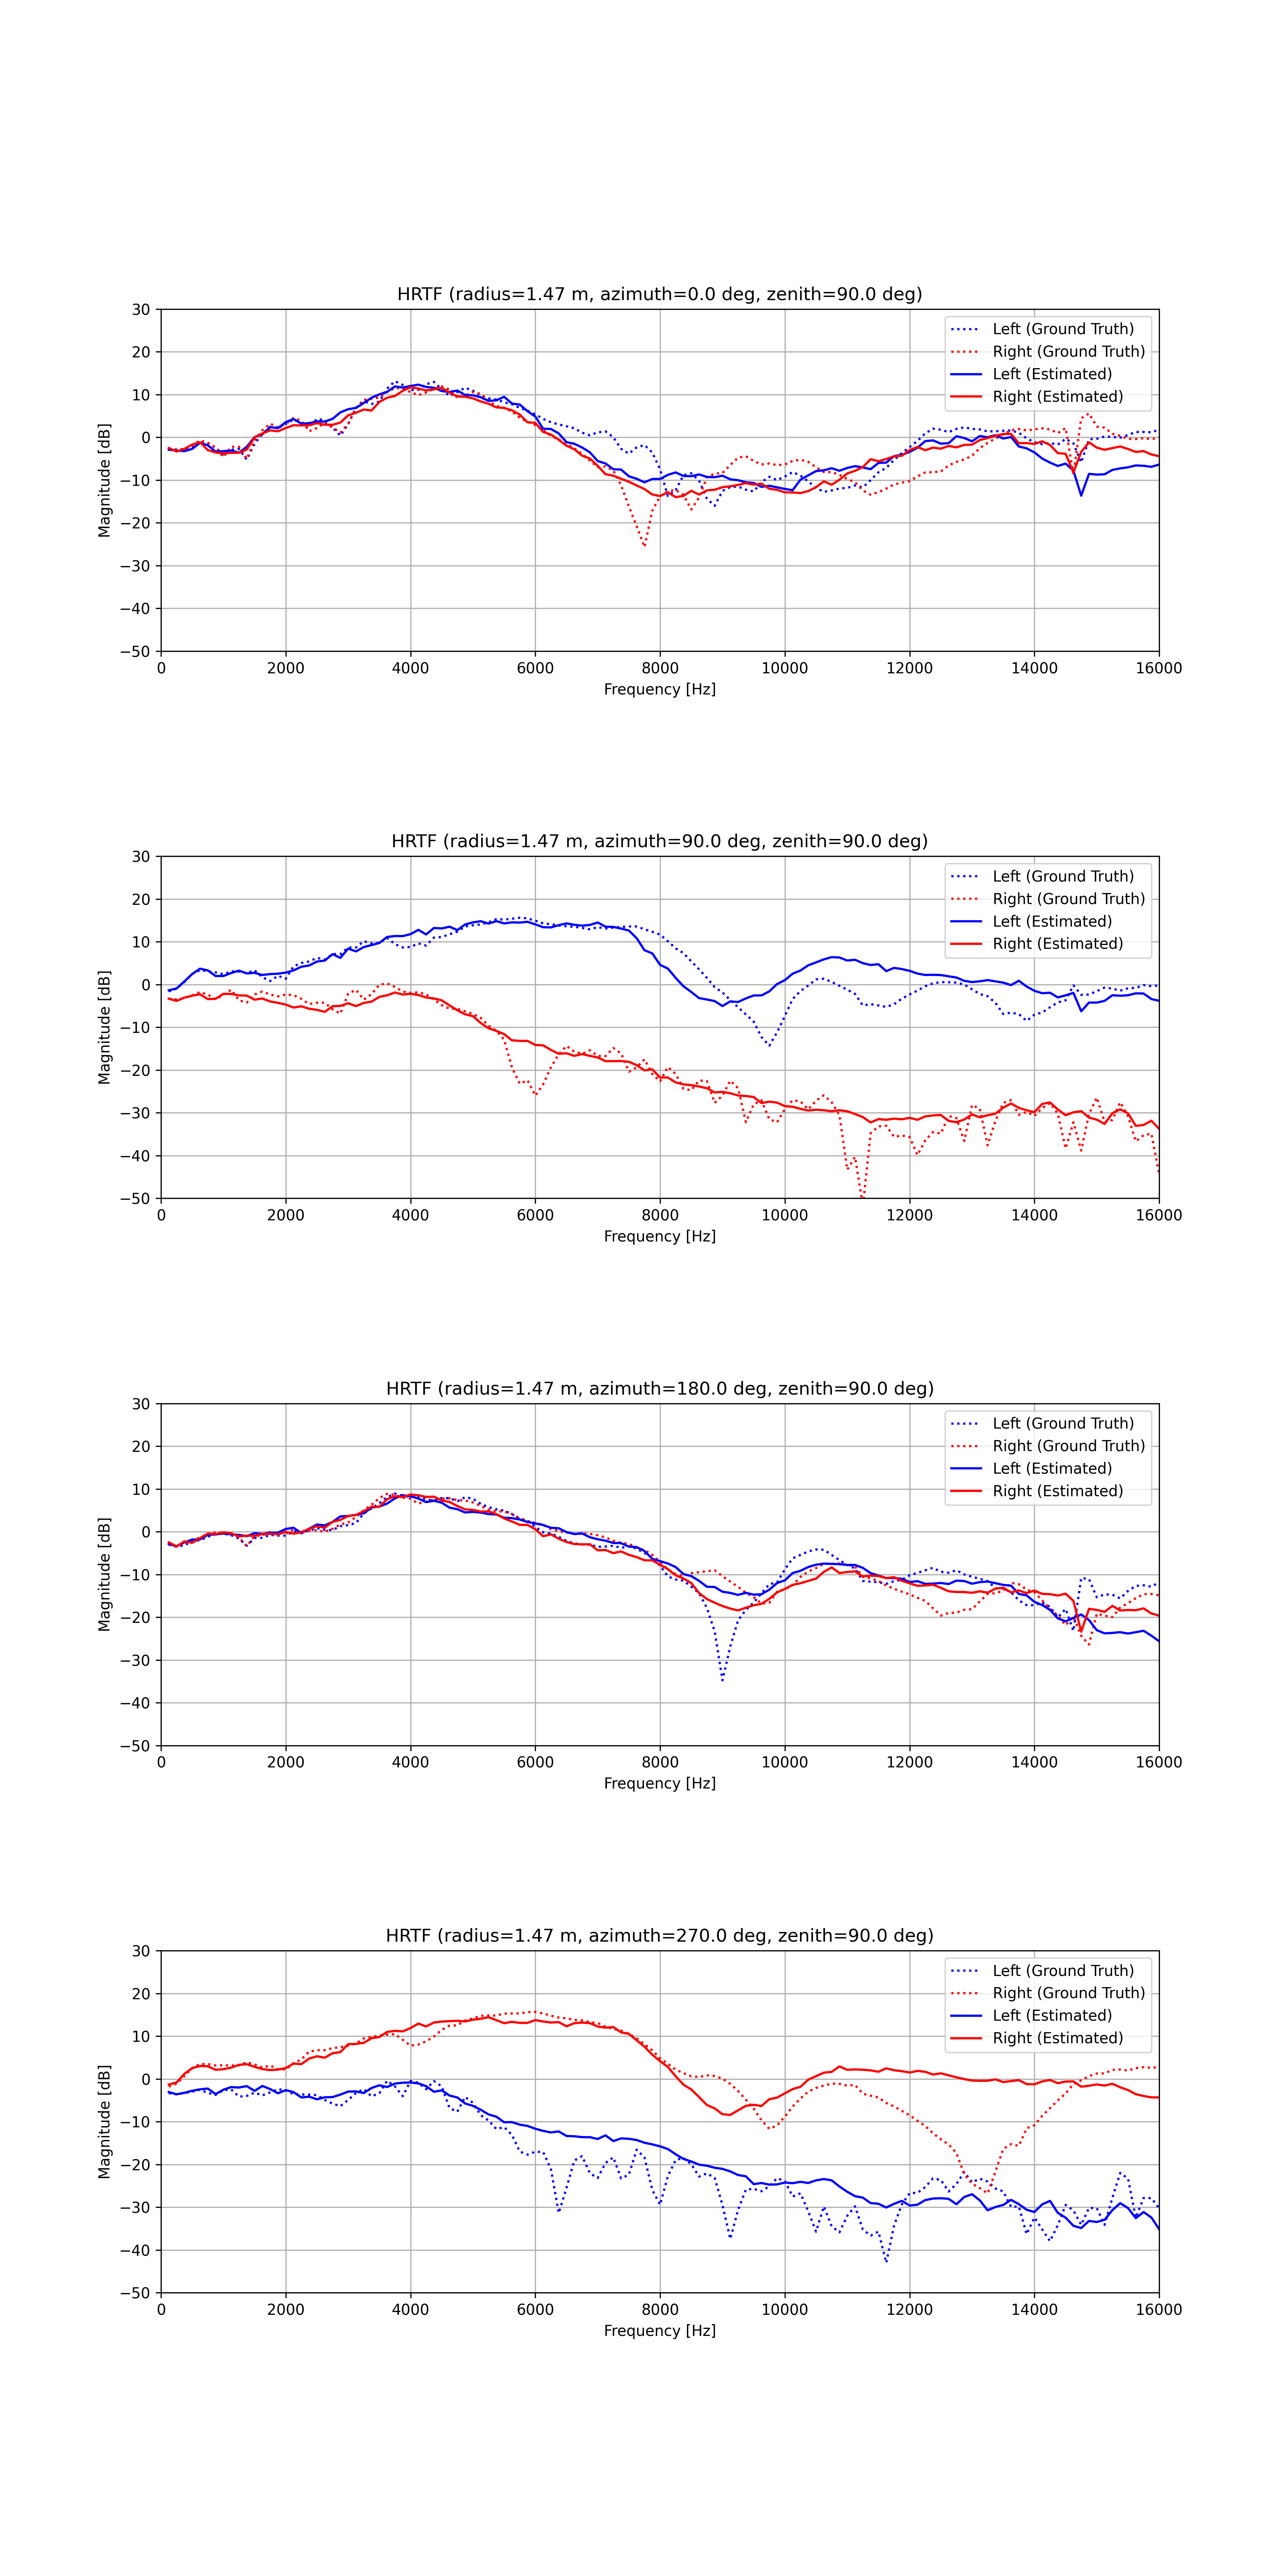 HRTF (radius=1.47 m, azimuth=0.0 deg, zenith=90.0 deg)
30
20
10
0
−10
−20
−30
−40
−50
Magnitude [dB]
Left (Ground Truth)
Right (Ground Truth)
Left (Estimated)
Right (Estimated)
0 2000 4000 6000 8000 10000 12000 14000 16000
Frequency [Hz]
HRTF (radius=1.47 m, azimuth=90.0 deg, zenith=90.0 deg)
30
20
10
0
−10
−20
−30
−40
−50
Magnitude [dB]
Left (Ground Truth)
Right (Ground Truth)
Left (Estimated)
Right (Estimated)
0 2000 4000 6000 8000 10000 12000 14000 16000
Frequency [Hz]
HRTF (radius=1.47 m, azimuth=180.0 deg, zenith=90.0 deg)
30
20
10
0
−10
−20
−30
−40
−50
Magnitude [dB]
Left (Ground Truth)
Right (Ground Truth)
Left (Estimated)
Right (Estimated)
0 2000 4000 6000 8000 10000 12000 14000 16000
Frequency [Hz]
HRTF (radius=1.47 m, azimuth=270.0 deg, zenith=90.0 deg)
30
20
10
0
−10
−20
−30
−40
−50
Magnitude [dB]
Left (Ground Truth)
Right (Ground Truth)
Left (Estimated)
Right (Estimated)
0 2000 4000 6000 8000 10000 12000 14000 16000
Frequency [Hz]